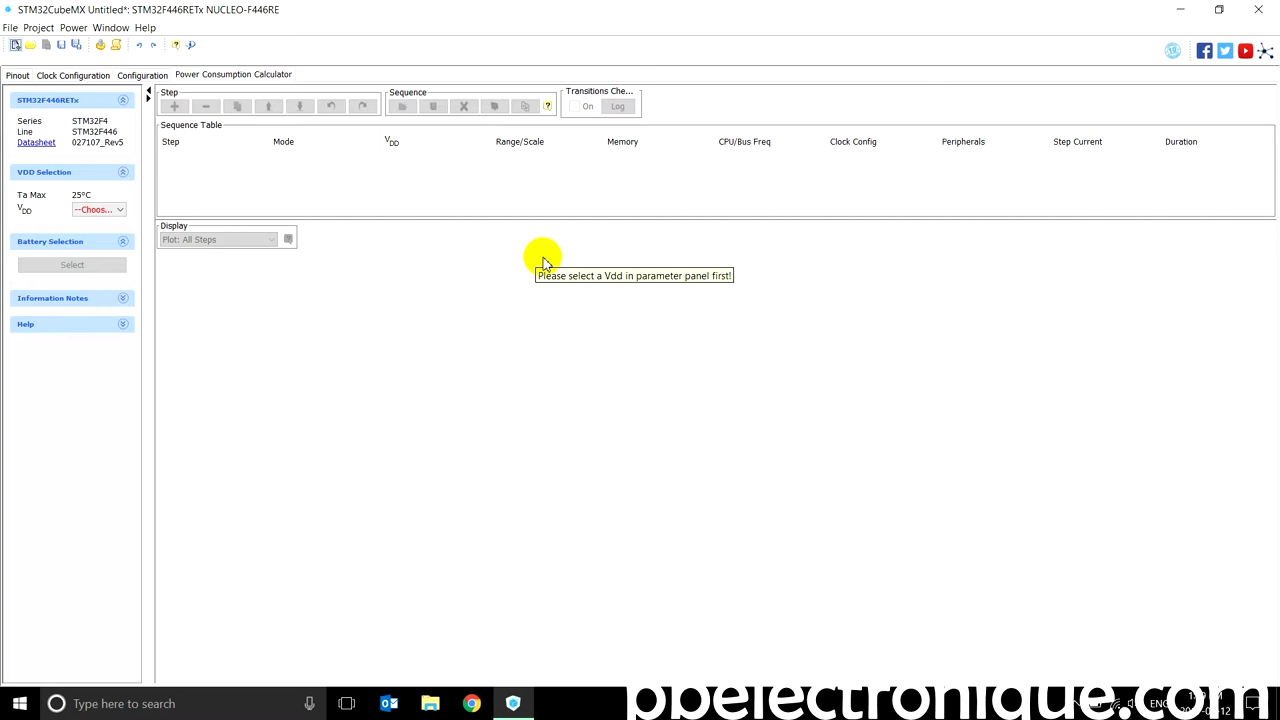 STM32CubeMX Untitled*: STM32F446RETx NUCLEO-F446RE
File Project Power Window Help
Pinout Clock Configuration Configuration Power Consumption Calculator
STM32F446RETx
Series STM32F4
Line STM32F446
Datasheet 027107_Rev5
VDD Selection
Ta Max 25°C
VDD --Choos...
Battery Selection
Select
Information Notes
Help
Step
Sequence
Transitions Che...
On Log
Sequence Table
Step Mode VDD Range/Scale Memory CPU/Bus Freq Clock Config Peripherals Step Current Duration
Display
Plot: All Steps
Please select a Vdd in parameter panel first!
Type here to search
ENG
pbelectronique.com